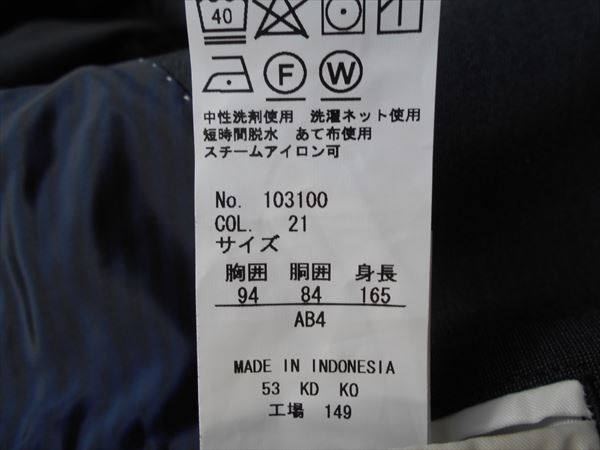 40
F W
中性洗剤使用 洗濯ネット使用
短時間脱水 あて布使用
スチームアイロン可
No. 103100
COL. 21
サイズ
胸囲 胴囲 身長
94 84 165
AB4
MADE IN INDONESIA
53 KD KO
工場 149